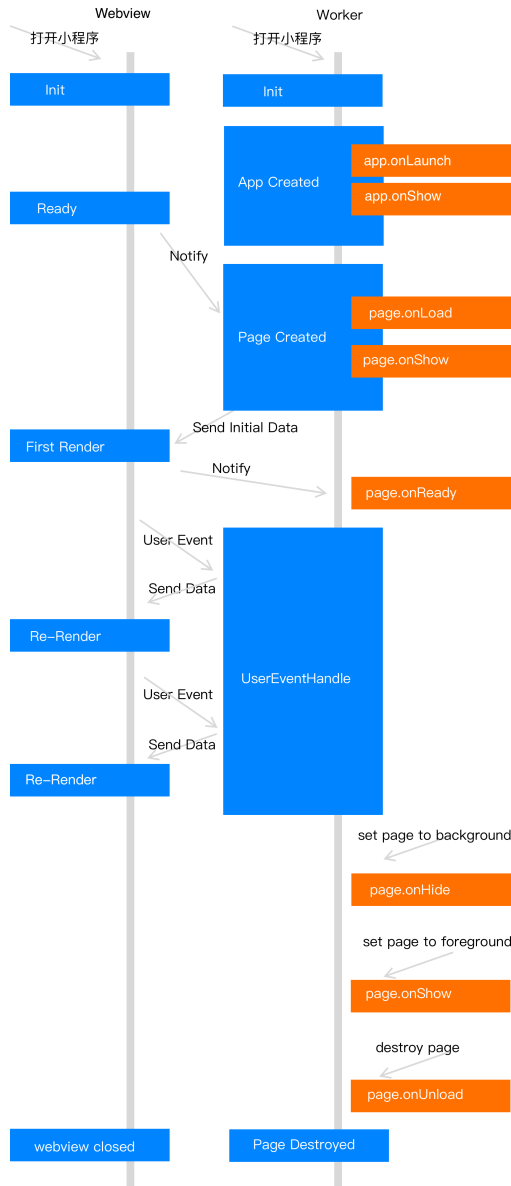 Webview
Worker
打开小程序
打开小程序
Init
Init
App Created
app.onLaunch
app.onShow
Ready
Notify
Page Created
page.onLoad
page.onShow
Send Initial Data
First Render
Notify
page.onReady
User Event
Send Data
Re-Render
UserEventHandle
User Event
Send Data
Re-Render
set page to background
page.onHide
set page to foreground
page.onShow
destroy page
page.onUnload
webview closed
Page Destroyed